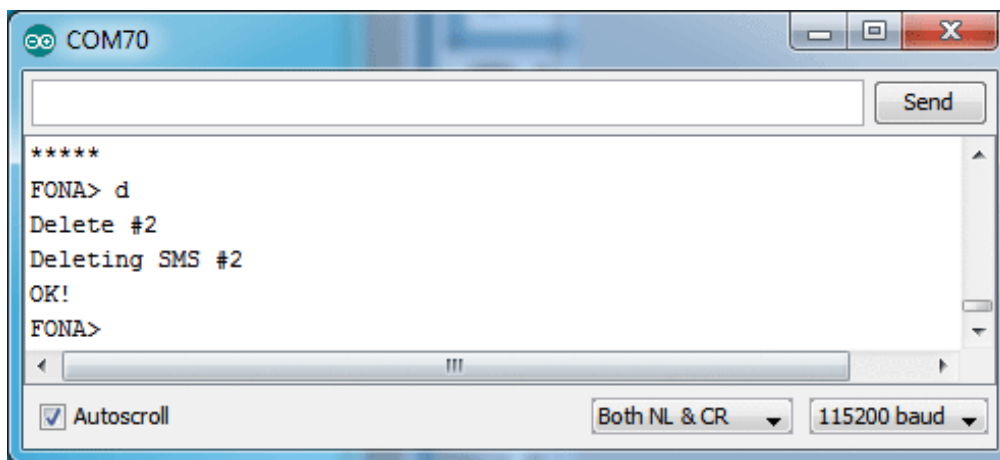 COM70
Send
*****
FONA> d
Delete #2
Deleting SMS #2
OK!
FONA>
Autoscroll
Both NL & CR
115200 baud